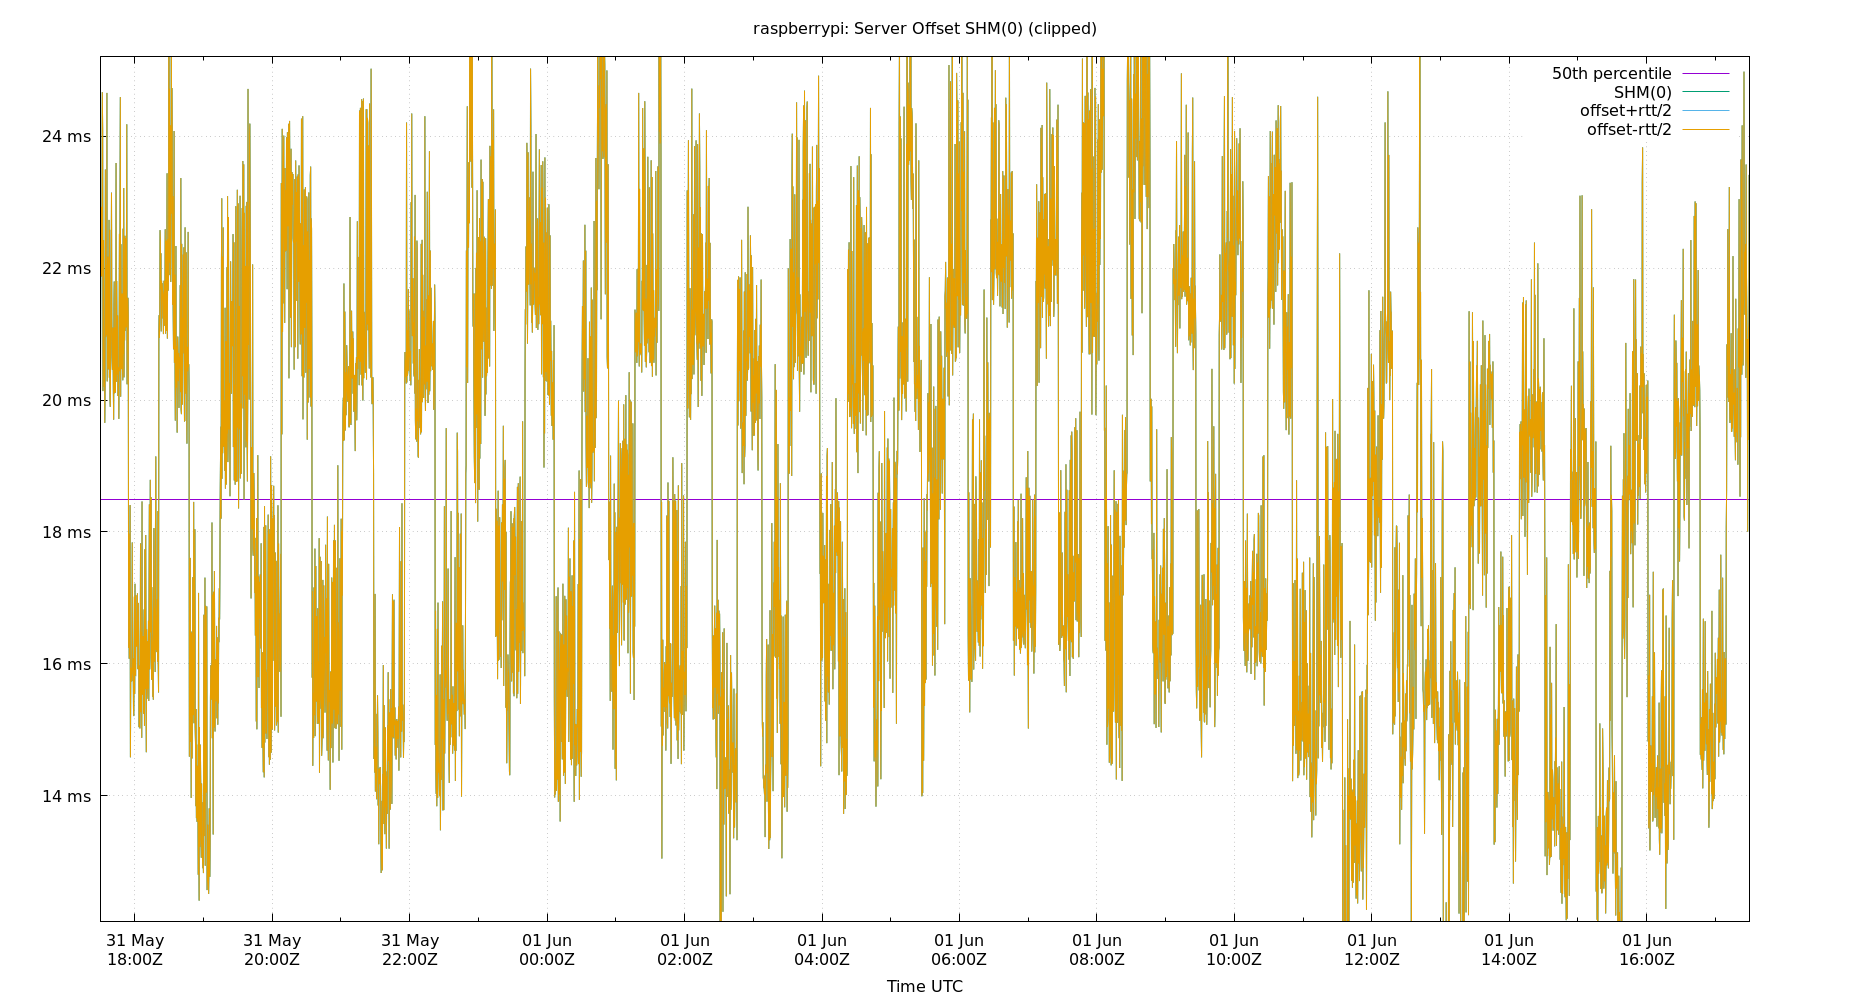 raspberrypi: Server Offset SHM(0) (clipped)
50th percentile
SHM(0)
offset+rtt/2
offset-rtt/2
24 ms
22 ms
20 ms
18 ms
16 ms
14 ms
31 May 31 May 31 May 01 Jun 01 Jun 01 Jun 01 Jun 01 Jun 01 Jun 01 Jun 01 Jun 01 Jun
18:00Z 20:00Z 22:00Z 00:00Z 02:00Z 04:00Z 06:00Z 08:00Z 10:00Z 12:00Z 14:00Z 16:00Z
Time UTC